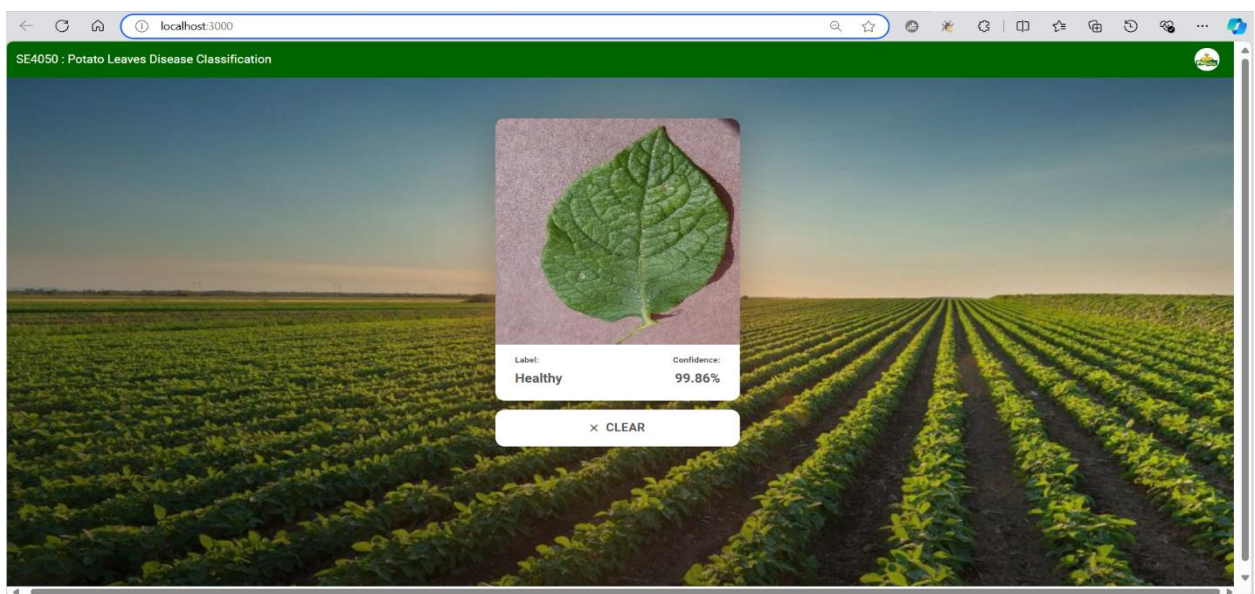 localhost:3000
SE4050 : Potato Leaves Disease Classification
Label: Confidence:
Healthy 99.86%
× CLEAR